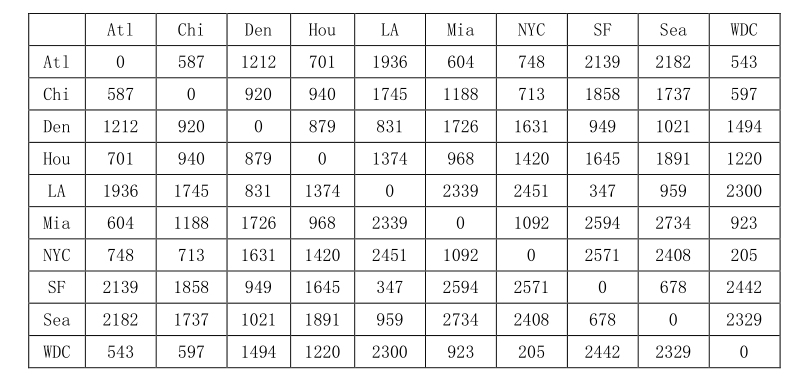 Atl Chi Den Hou LA Mia NYC SF Sea WDC
Atl 0 587 1212 701 1936 604 748 2139 2182 543
Chi 587 0 920 940 1745 1188 713 1858 1737 597
Den 1212 920 0 879 831 1726 1631 949 1021 1494
Hou 701 940 879 0 1374 968 1420 1645 1891 1220
LA 1936 1745 831 1374 0 2339 2451 347 959 2300
Mia 604 1188 1726 968 2339 0 1092 2594 2734 923
NYC 748 713 1631 1420 2451 1092 0 2571 2408 205
SF 2139 1858 949 1645 347 2594 2571 0 678 2442
Sea 2182 1737 1021 1891 959 2734 2408 678 0 2329
WDC 543 597 1494 1220 2300 923 205 2442 2329 0